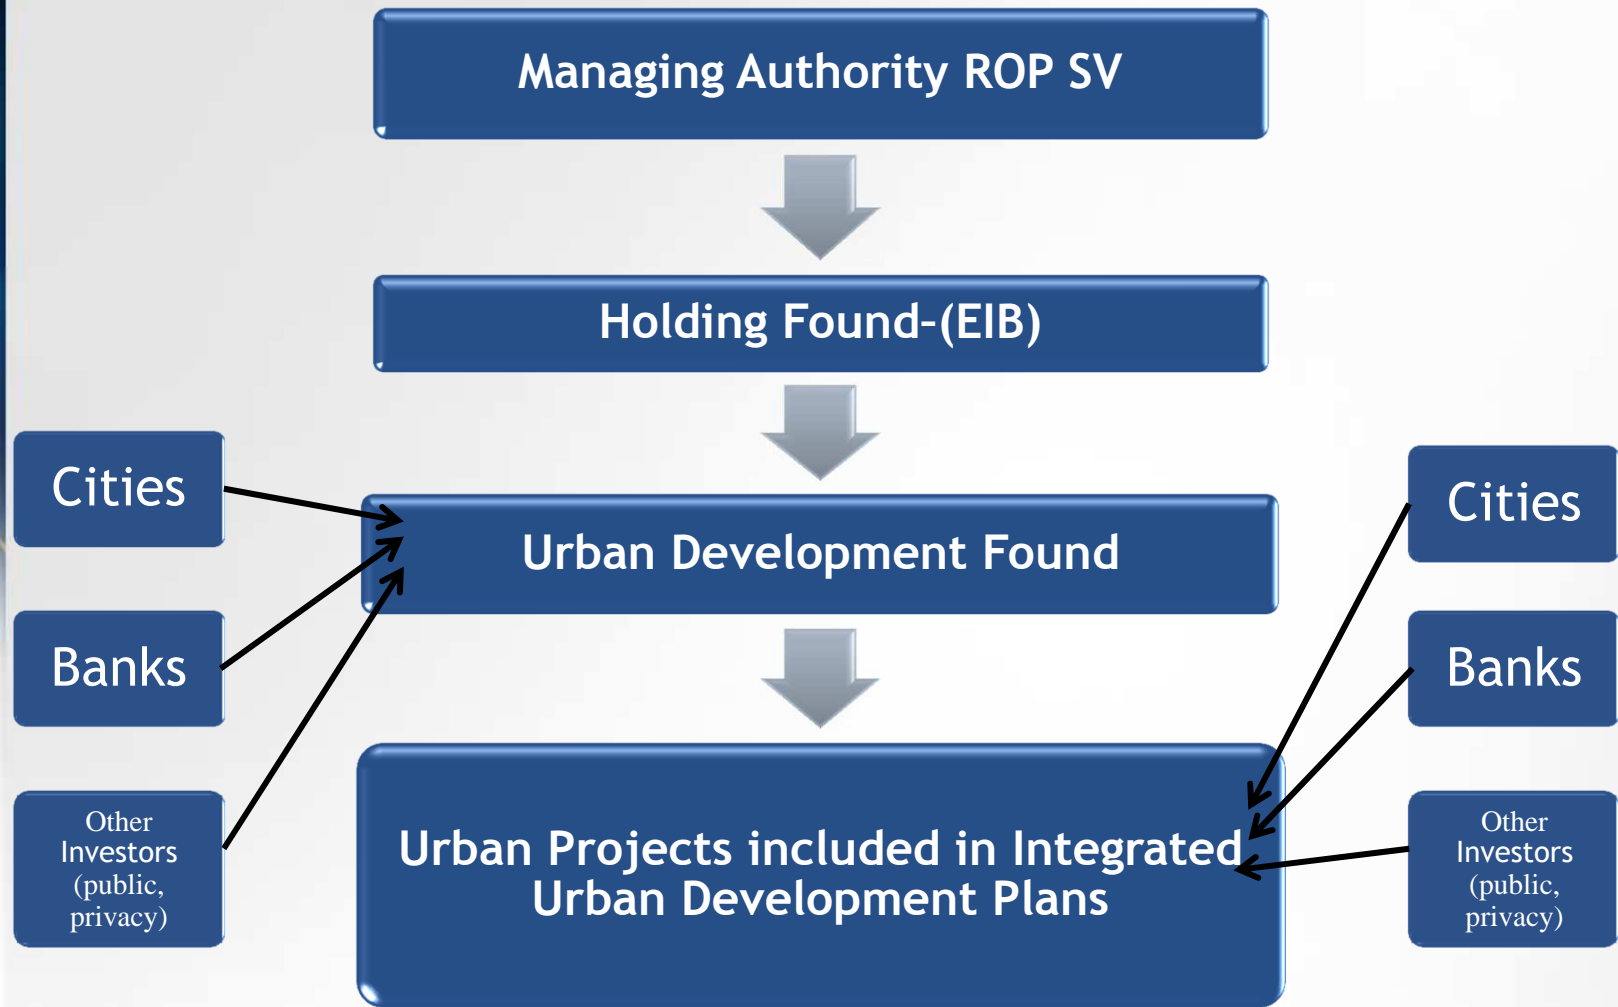 Managing Authority ROP SV
Holding Found-(EIB)
Cities
Banks
Other
Investors
(public,
privacy)
Urban Development Found
Urban Projects included in Integrated
Urban Development Plans
Cities
Banks
Other
Investors
(public,
privacy)